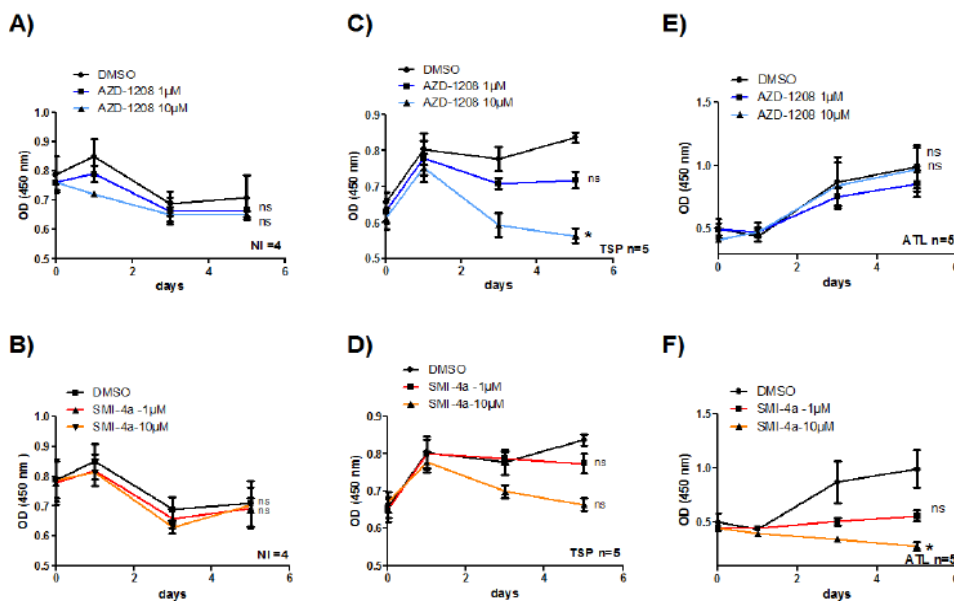 A)
DMSO
AZD-1208 1µM
AZD-1208 10µM
OD (450 nm)
1.0
0.9
0.8
0.7
0.6
0.5
ns
ns
NI =4
0 2 4 6
days
C)
DMSO
AZD-1208 1µM
AZD-1208 10µM
OD (450 nm)
0.9
0.8
0.7
0.6
0.5
ns
*
TSP n=5
0 2 4 6
days
E)
DMSO
AZD-1208 1µM
AZD-1208 10µM
OD (450 nm)
1.5
1.0
0.5
ns
ns
ATL n=5
0 2 4 6
days
B)
DMSO
SMI-4a -1µM
SMI-4a-10µM
OD (450 nm)
1.0
0.9
0.8
0.7
0.6
0.5
ns
ns
NI =4
0 2 4 6
days
D)
DMSO
SMI-4a -1µM
SMI-4a-10µM
OD (450 nm)
0.9
0.8
0.7
0.6
0.5
ns
ns
TSP n=5
0 2 4 6
days
F)
DMSO
SMI-4a -1µM
SMI-4a-10µM
OD (450 nm)
1.5
1.0
0.5
ns
*
ATL n=5
0 2 4 6
days